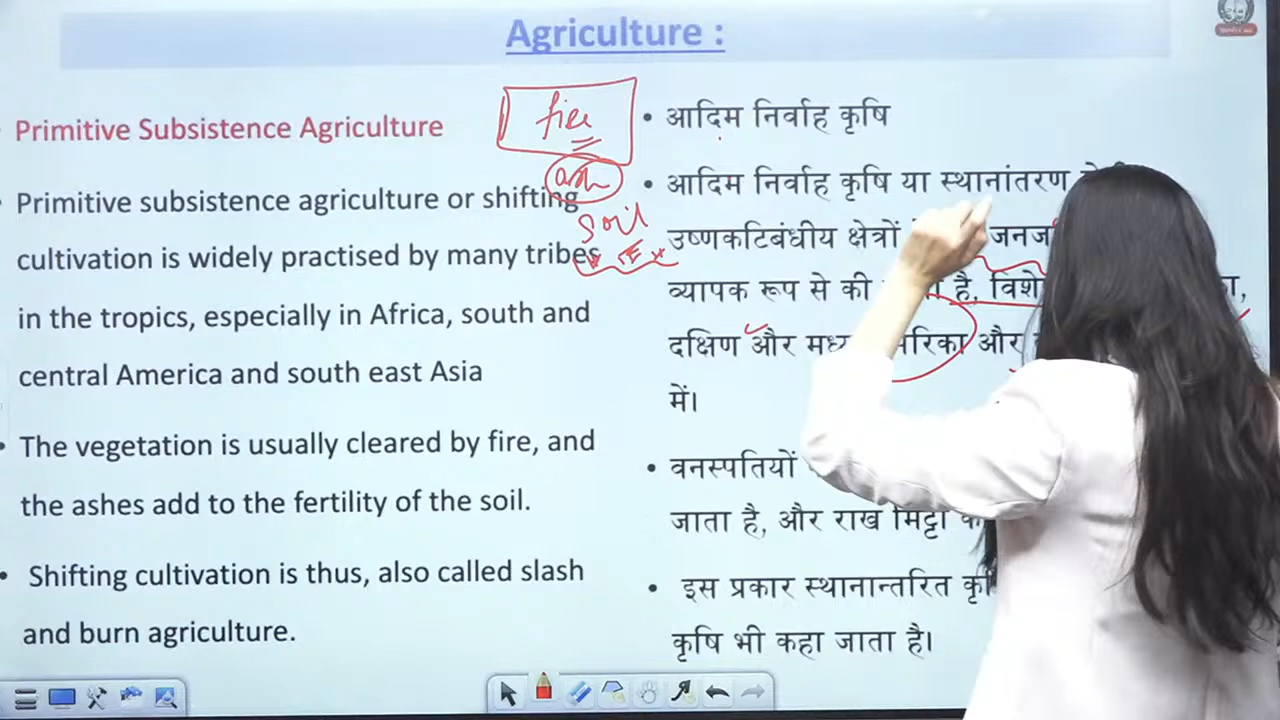 Agriculture :
Primitive Subsistence Agriculture
Primitive subsistence agriculture or shifting
cultivation is widely practised by many tribes
in the tropics, especially in Africa, south and
central America and south east Asia
The vegetation is usually cleared by fire, and
the ashes add to the fertility of the soil.
Shifting cultivation is thus, also called slash
and burn agriculture.
fire
ash
soil
आदिम निर्वाह कृषि
आदिम निर्वाह कृषि या स्थानांतरण
उष्णकटिबंधीय क्षेत्रों
व्यापक रूप से की है,
दक्षिण और और
में।
वनस्पतियों
जाता है, और राख मिट्टी
इस प्रकार स्थानान्तरित
कृषि भी कहा जाता है।